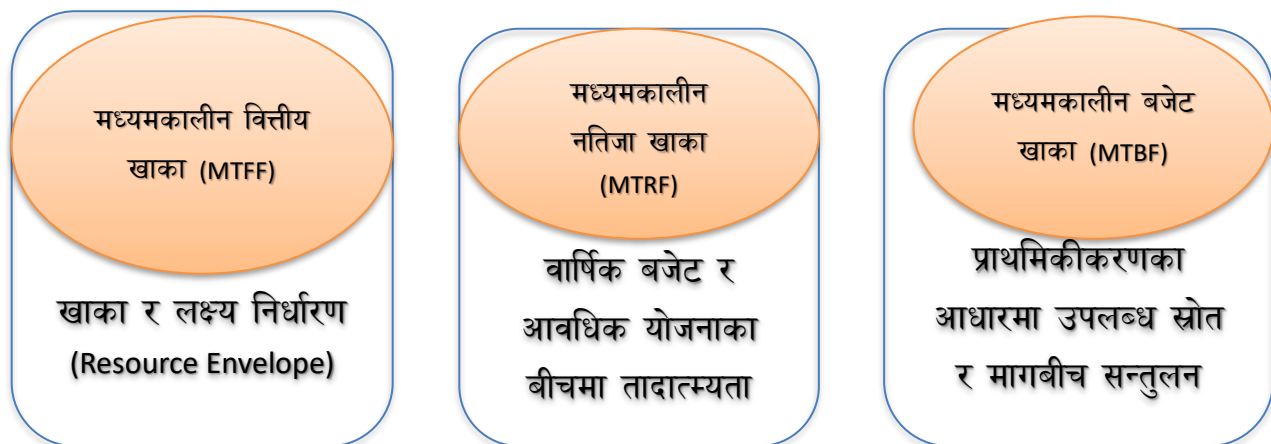 मध्यमकालीन वित्तीय
खाका (MTFF)
खाका र लक्ष्य निर्धारण
(Resource Envelope)
मध्यमकालीन
नतिजा खाका
(MTRF)
वार्षिक बजेट र
आवधिक योजनाका
बीचमा तादात्म्यता
मध्यमकालीन बजेट
खाका (MTBF)
प्राथमिकीकरणका
आधारमा उपलब्ध स्रोत
र मागबीच सन्तुलन